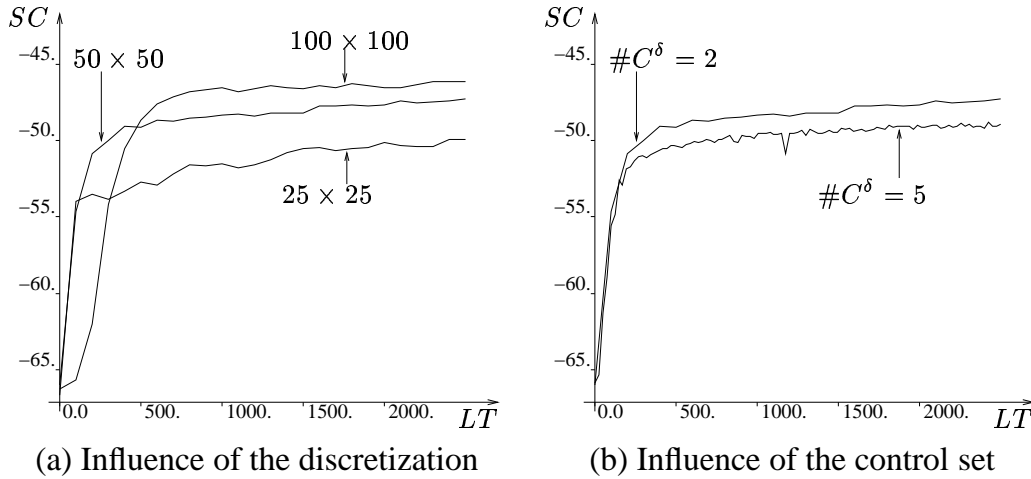 SC
−45.
−50.
−55.
−60.
−65.
50 × 50
100 × 100
25 × 25
0.0 500. 1000. 1500. 2000.
LT
(a) Influence of the discretization
SC
−45.
−50.
−55.
−60.
−65.
#C^δ = 2
#C^δ = 5
0.0 500. 1000. 1500. 2000.
LT
(b) Influence of the control set